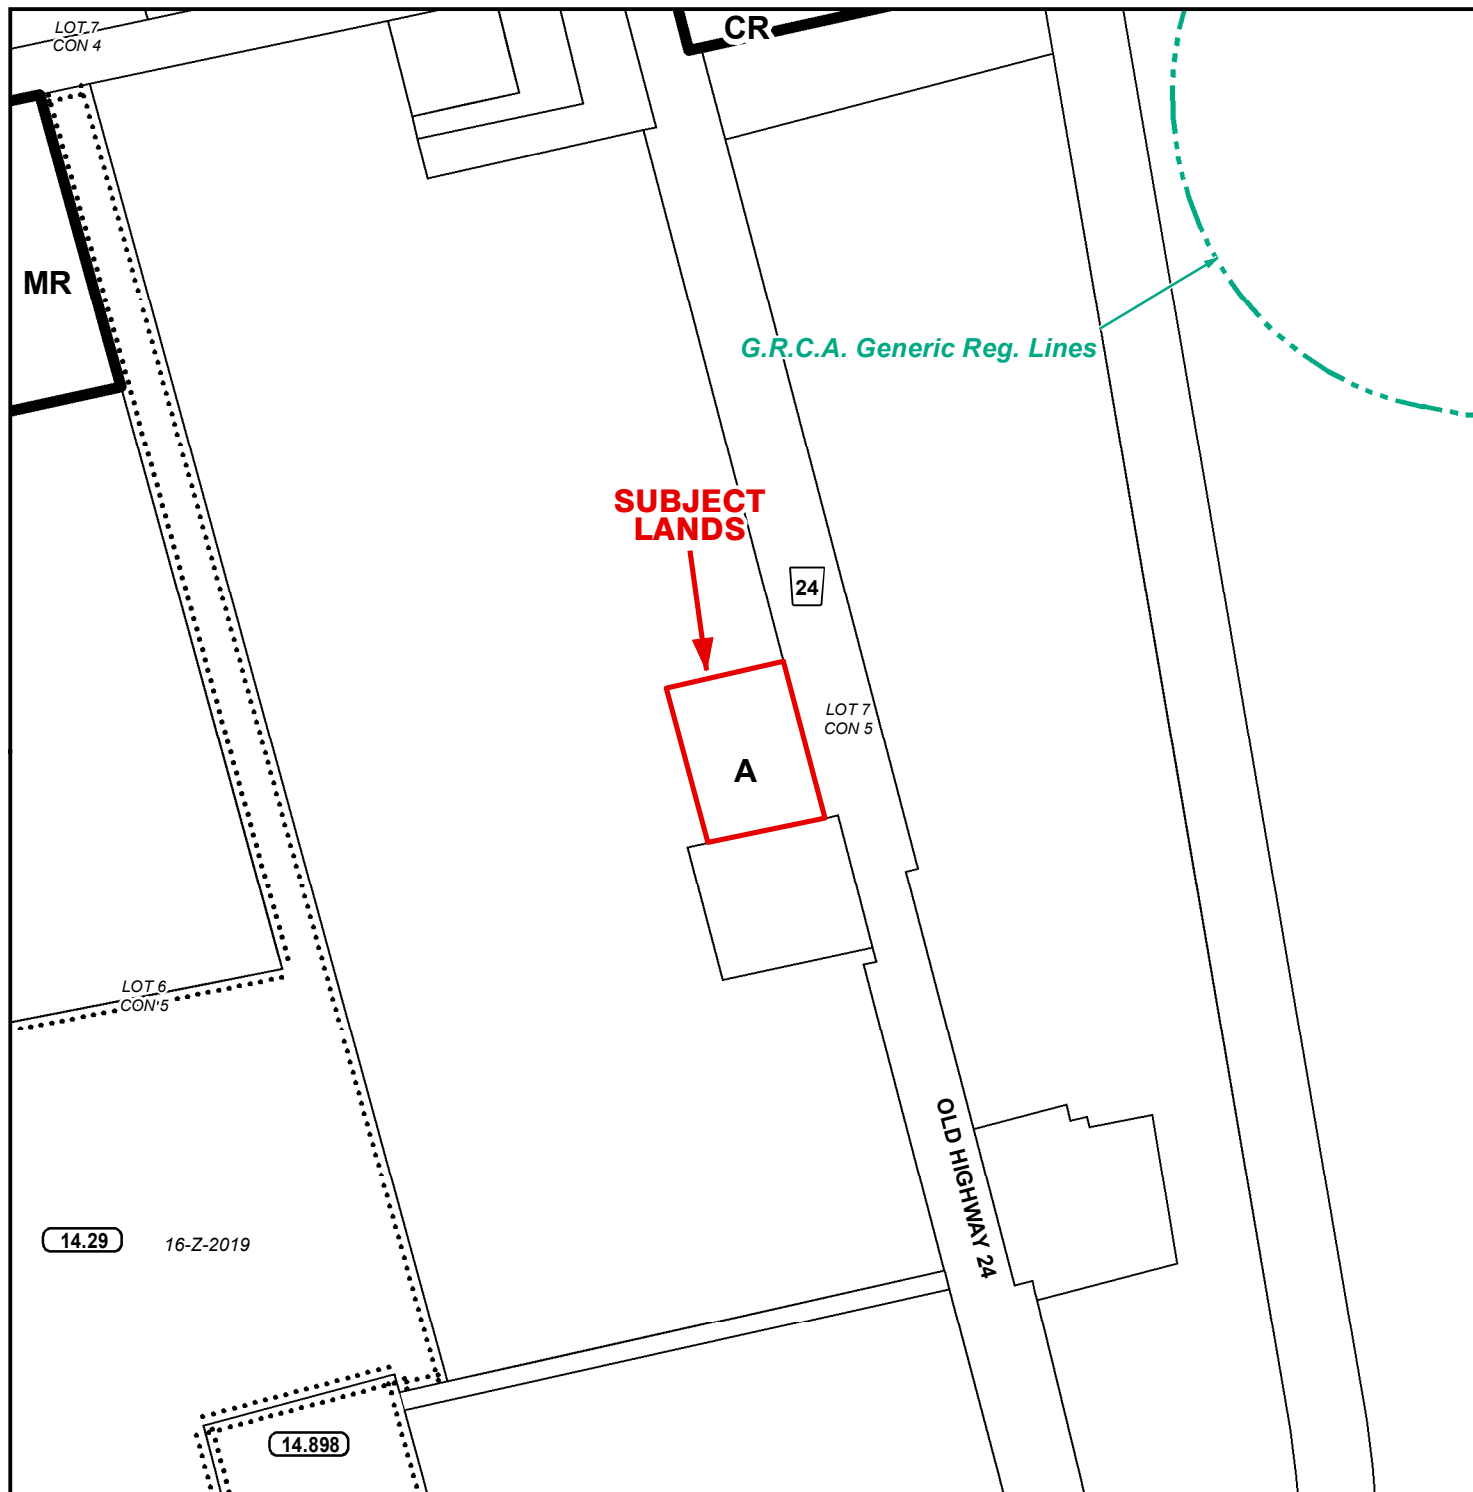 LOT 7
CON 4
CR
MR
G.R.C.A. Generic Reg. Lines
SUBJECT
LANDS
24
LOT 7
CON 5
A
LOT 6
CON 5
OLD HIGHWAY 24
14.29
16-Z-2019
14.898